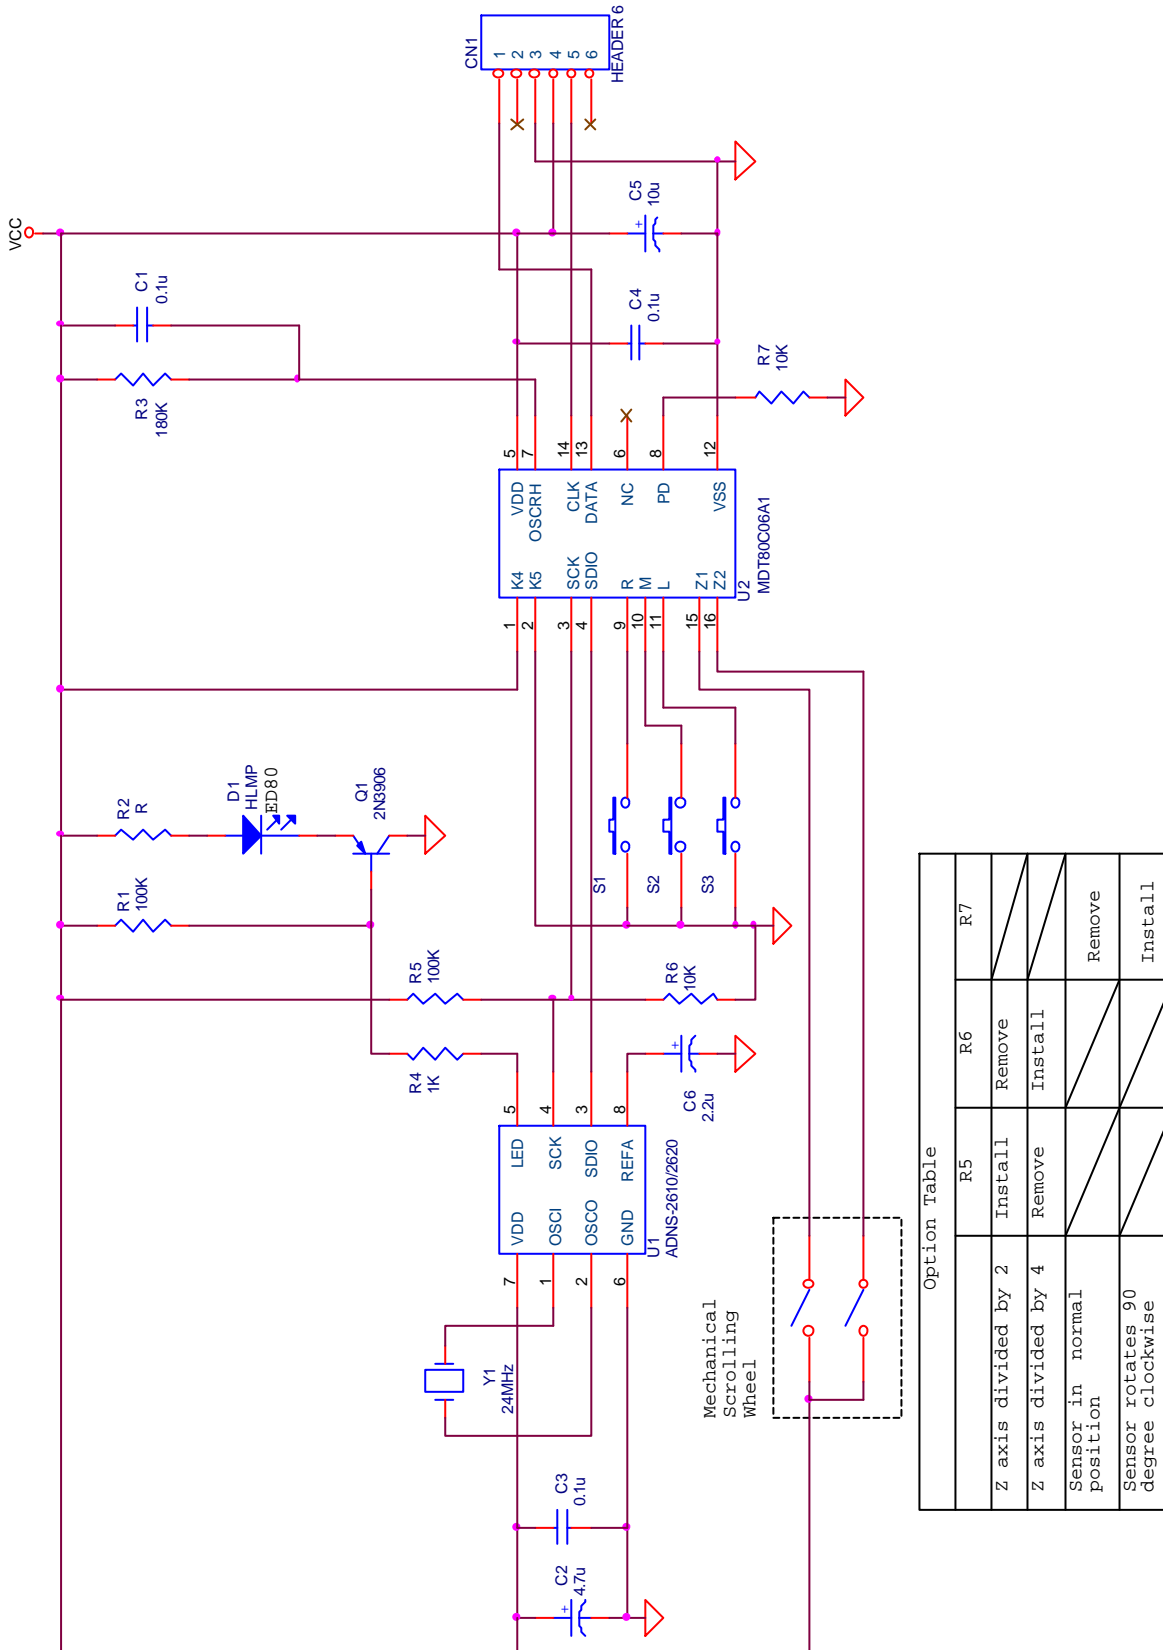 VCC
CN1
1
2
3
4
5
6
HEADER 6
C1
0.1u
R3
180K
C5
10u
C4
0.1u
R7
10K
5
7
14
13
6
8
12
VDD
OSCRH
CLK
DATA
NC
PD
VSS
K4
K5
SCK
SDIO
R
M
L
Z1
Z2
U2
MDT80C06A1
1
2
3
4
9
10
11
15
16
R2
R
D1
HLMP
ED80
Q1
2N3906
R1
100K
R5
100K
R4
1K
R6
10K
S1
S2
S3
C6
2.2u
5
4
3
8
LED
SCK
SDIO
REFA
VDD
OSCI
OSCO
GND
U1
ADNS-2610/2620
7
1
2
6
Y1
24MHz
C3
0.1u
C2
4.7u
Mechanical
Scrolling
Wheel
Option Table
R5 R6 R7
Z axis divided by 2 Install Remove
Z axis divided by 4 Remove Install
Sensor in normal
position Remove
Sensor rotates 90
degree clockwise Install
+
+
+